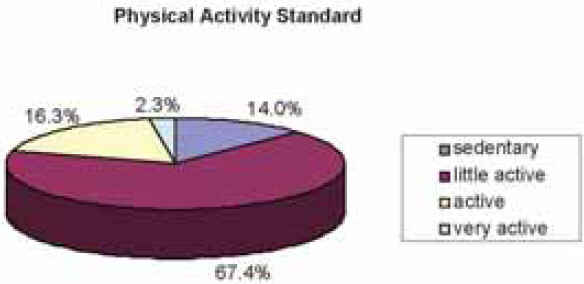 Physical Activity Standard
2.3%
16.3%
14.0%
sedentary
little active
active
very active
67.4%